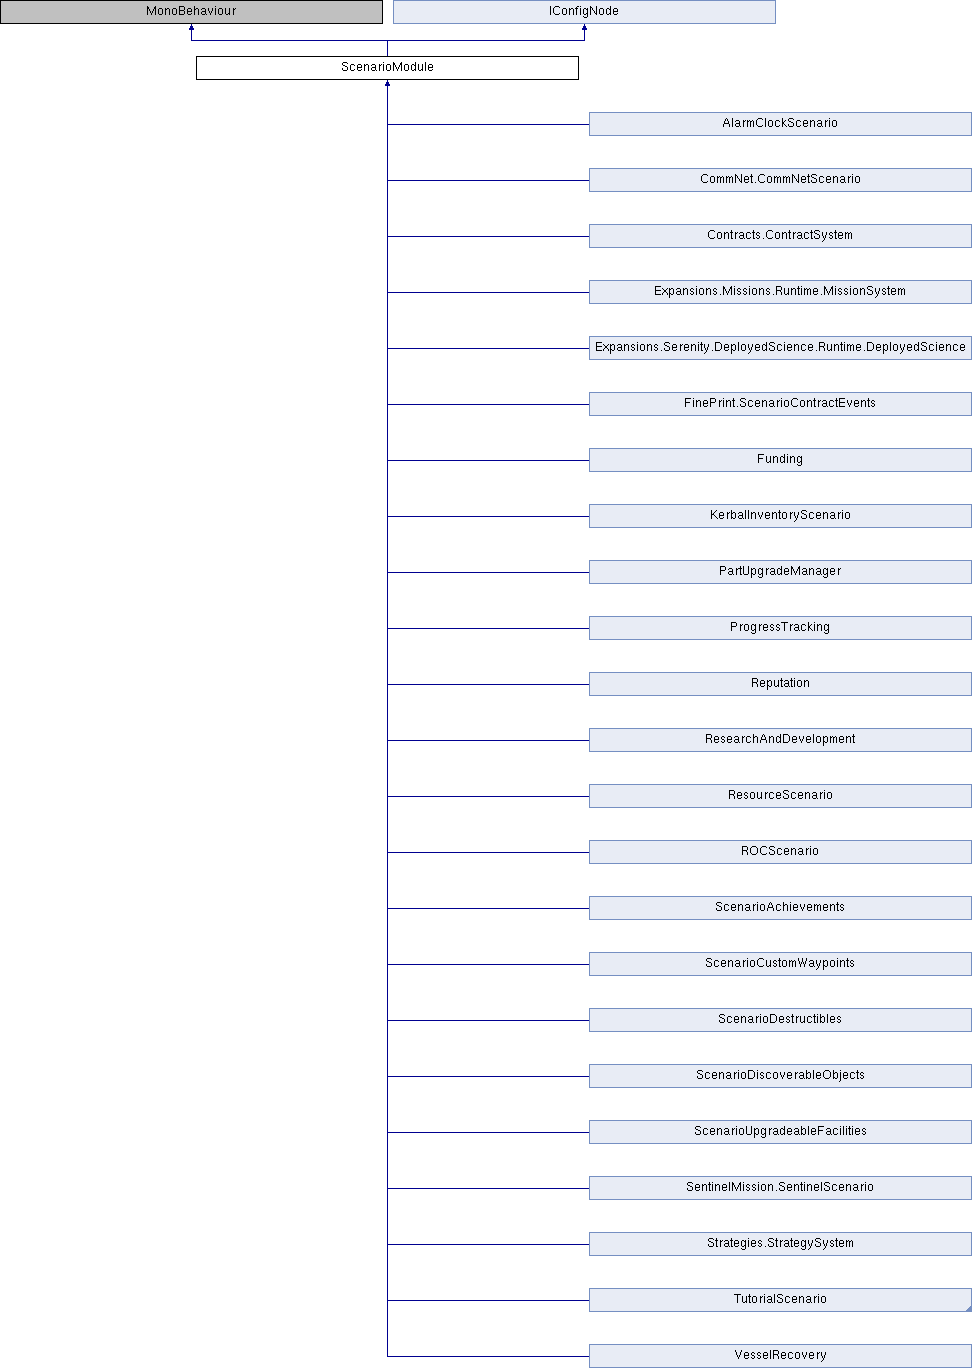 MonoBehaviour
IConfigNode
ScenarioModule
AlarmClockScenario
CommNet.CommNetScenario
Contracts.ContractSystem
Expansions.Missions.Runtime.MissionSystem
Expansions.Serenity.DeployedScience.Runtime.DeployedScience
FinePrint.ScenarioContractEvents
Funding
KerbalInventoryScenario
PartUpgradeManager
ProgressTracking
Reputation
ResearchAndDevelopment
ResourceScenario
ROCScenario
ScenarioAchievements
ScenarioCustomWaypoints
ScenarioDestructibles
ScenarioDiscoverableObjects
ScenarioUpgradeableFacilities
SentinelMission.SentinelScenario
Strategies.StrategySystem
TutorialScenario
VesselRecovery